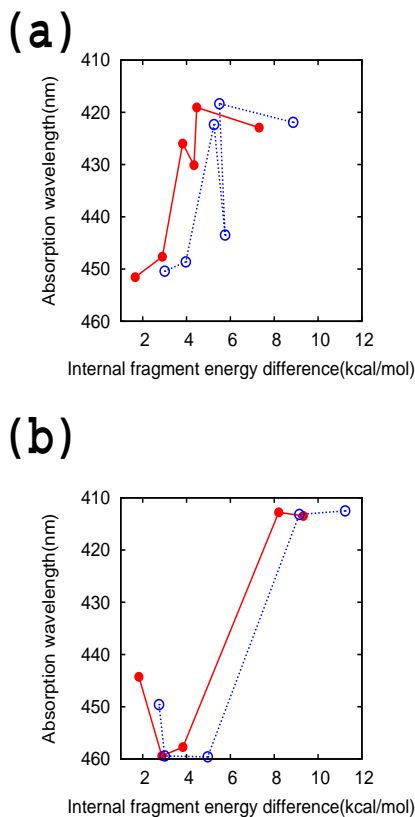 (a)
410
420
430
440
450
460
Absorption wavelength(nm)
2 4 6 8 10 12
Internal fragment energy difference(kcal/mol)
(b)
410
420
430
440
450
460
Absorption wavelength(nm)
2 4 6 8 10 12
Internal fragment energy difference(kcal/mol)